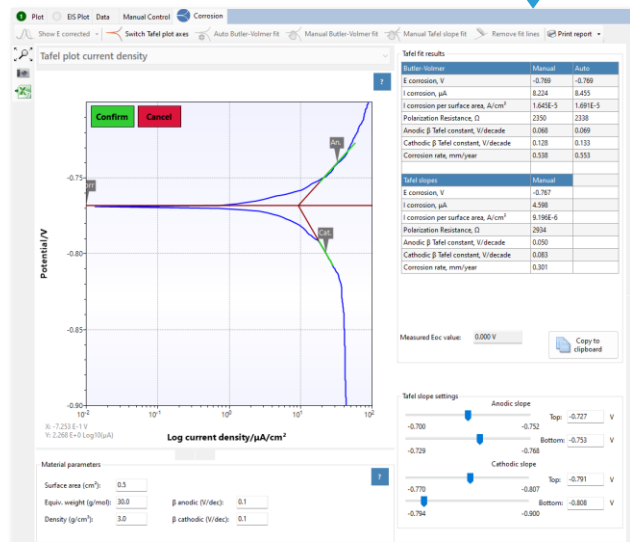 Plot EIS Plot Data Manual Control Corrosion
Show E corrected Switch Tafel plot axes Auto Butler-Volmer fit Manual Butler-Volmer fit Manual Tafel slope fit Remove fit lines Print report
Tafel plot current density
?
Confirm Cancel
An.
orr
Cat.
Potential/V
-0.75
-0.80
-0.85
-0.90
10-2 10-1 100 101 102
X: -7.253 E-1 V
Y: 2.268 E+0 Log10(µA)
Log current density/µA/cm²
Material parameters
?
Surface area (cm²): 0.5
Equiv. weight (g/mol): 30.0 β anodic (V/dec): 0.1
Density (g/cm³): 3.0 β cathodic (V/dec): 0.1
Tafel fit results
Butler-Volmer Manual Auto
E corrosion, V -0.769 -0.769
I corrosion, µA 8.224 8.455
I corrosion per surface area, A/cm² 1.645E-5 1.691E-5
Polarization Resistance, Ω 2350 2338
Anodic β Tafel constant, V/decade 0.068 0.069
Cathodic β Tafel constant, V/decade 0.128 0.133
Corrosion rate, mm/year 0.538 0.553
Tafel slopes Manual
E corrosion, V -0.767
I corrosion, µA 4.598
I corrosion per surface area, A/cm² 9.196E-6
Polarization Resistance, Ω 2934
Anodic β Tafel constant, V/decade 0.050
Cathodic β Tafel constant, V/decade 0.083
Corrosion rate, mm/year 0.301
Measured Eoc value: 0.000 V
Copy to
clipboard
Tafel slope settings
Anodic slope
Top: -0.727 V
-0.700 -0.752
Bottom: -0.753 V
-0.729 -0.768
Cathodic slope
Top: -0.791 V
-0.770 -0.807
Bottom: -0.808 V
-0.794 -0.900